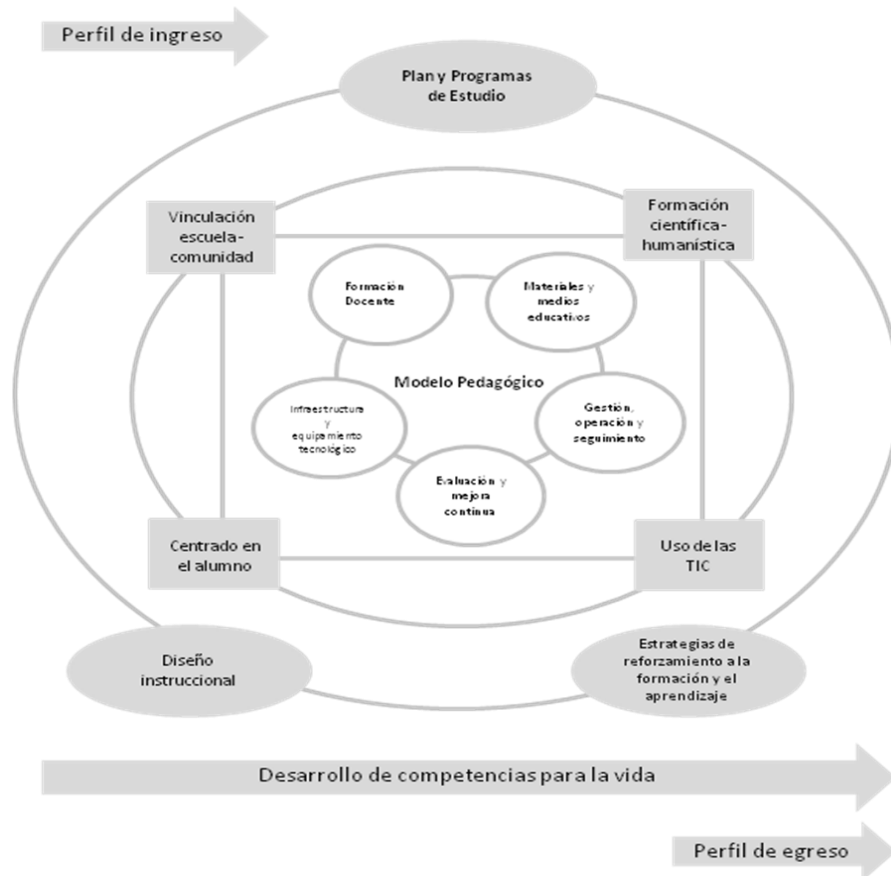 Perfil de ingreso
Plan y Programas
de Estudio
Vinculación
escuela-
comunidad
Formación
científica-
humanística
Formación
Docente
Materiales y
medios
educativos
Modelo Pedagógico
Infraestructura
y
equipamiento
tecnológico
Gestión,
operación y
seguimiento
Evaluación y
mejora
continua
Centrado en
el alumno
Uso de las
TIC
Diseño
instruccional
Estrategias de
reforzamiento a la
formación y el
aprendizaje
Desarrollo de competencias para la vida
Perfil de egreso